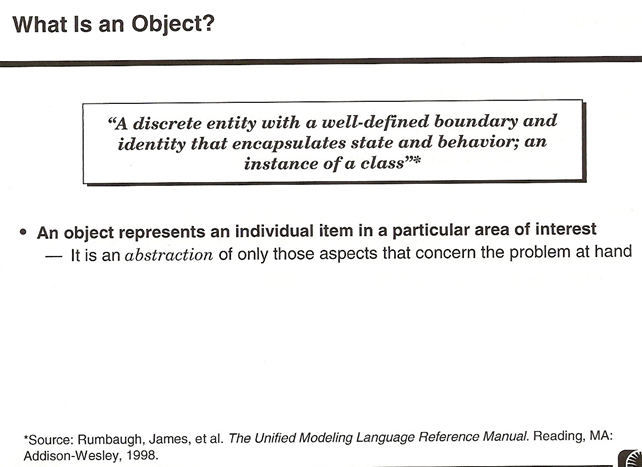 What Is an Object?
“A discrete entity with a well-defined boundary and
identity that encapsulates state and behavior; an
instance of a class”*
• An object represents an individual item in a particular area of interest
— It is an abstraction of only those aspects that concern the problem at hand
*Source: Rumbaugh, James, et al. The Unified Modeling Language Reference Manual. Reading, MA:
Addison-Wesley, 1998.